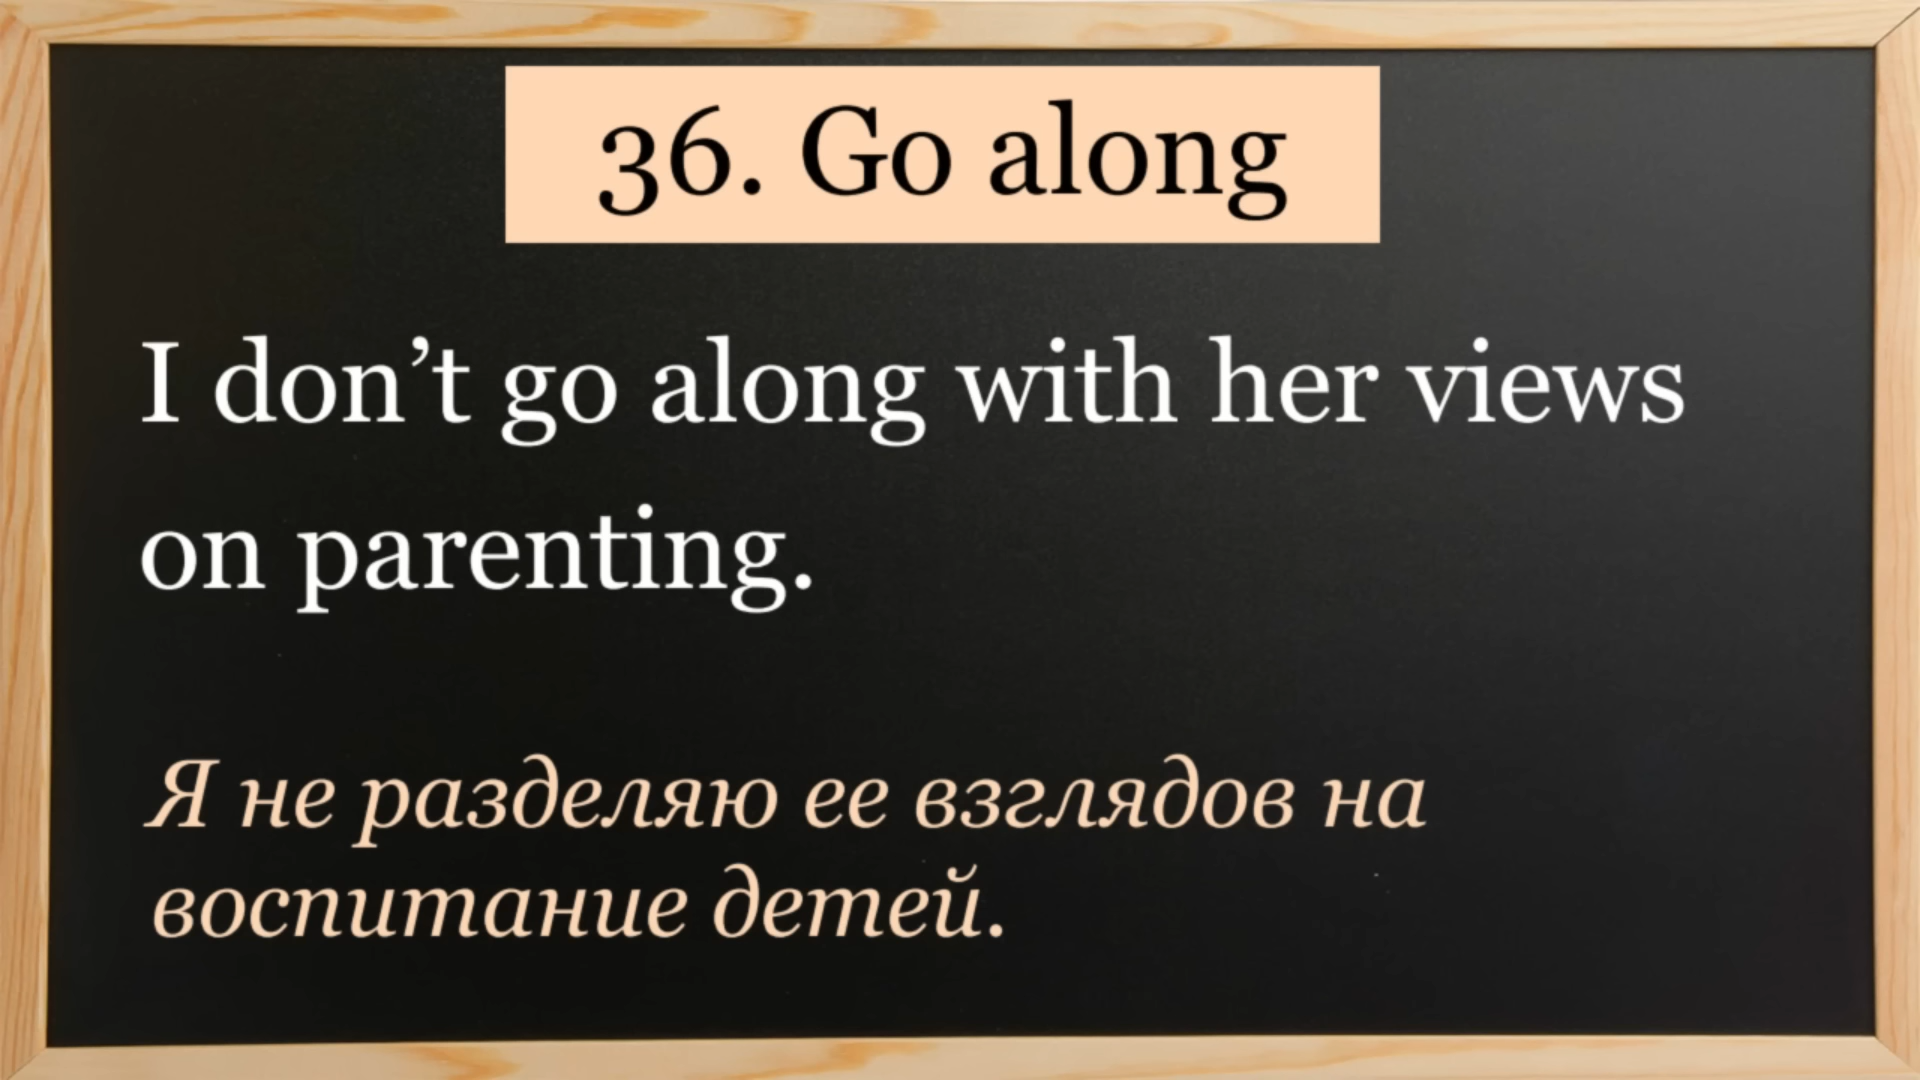 36. Go along
I don’t go along with her views
on parenting.
Я не разделяю ее взглядов на
воспитание детей.